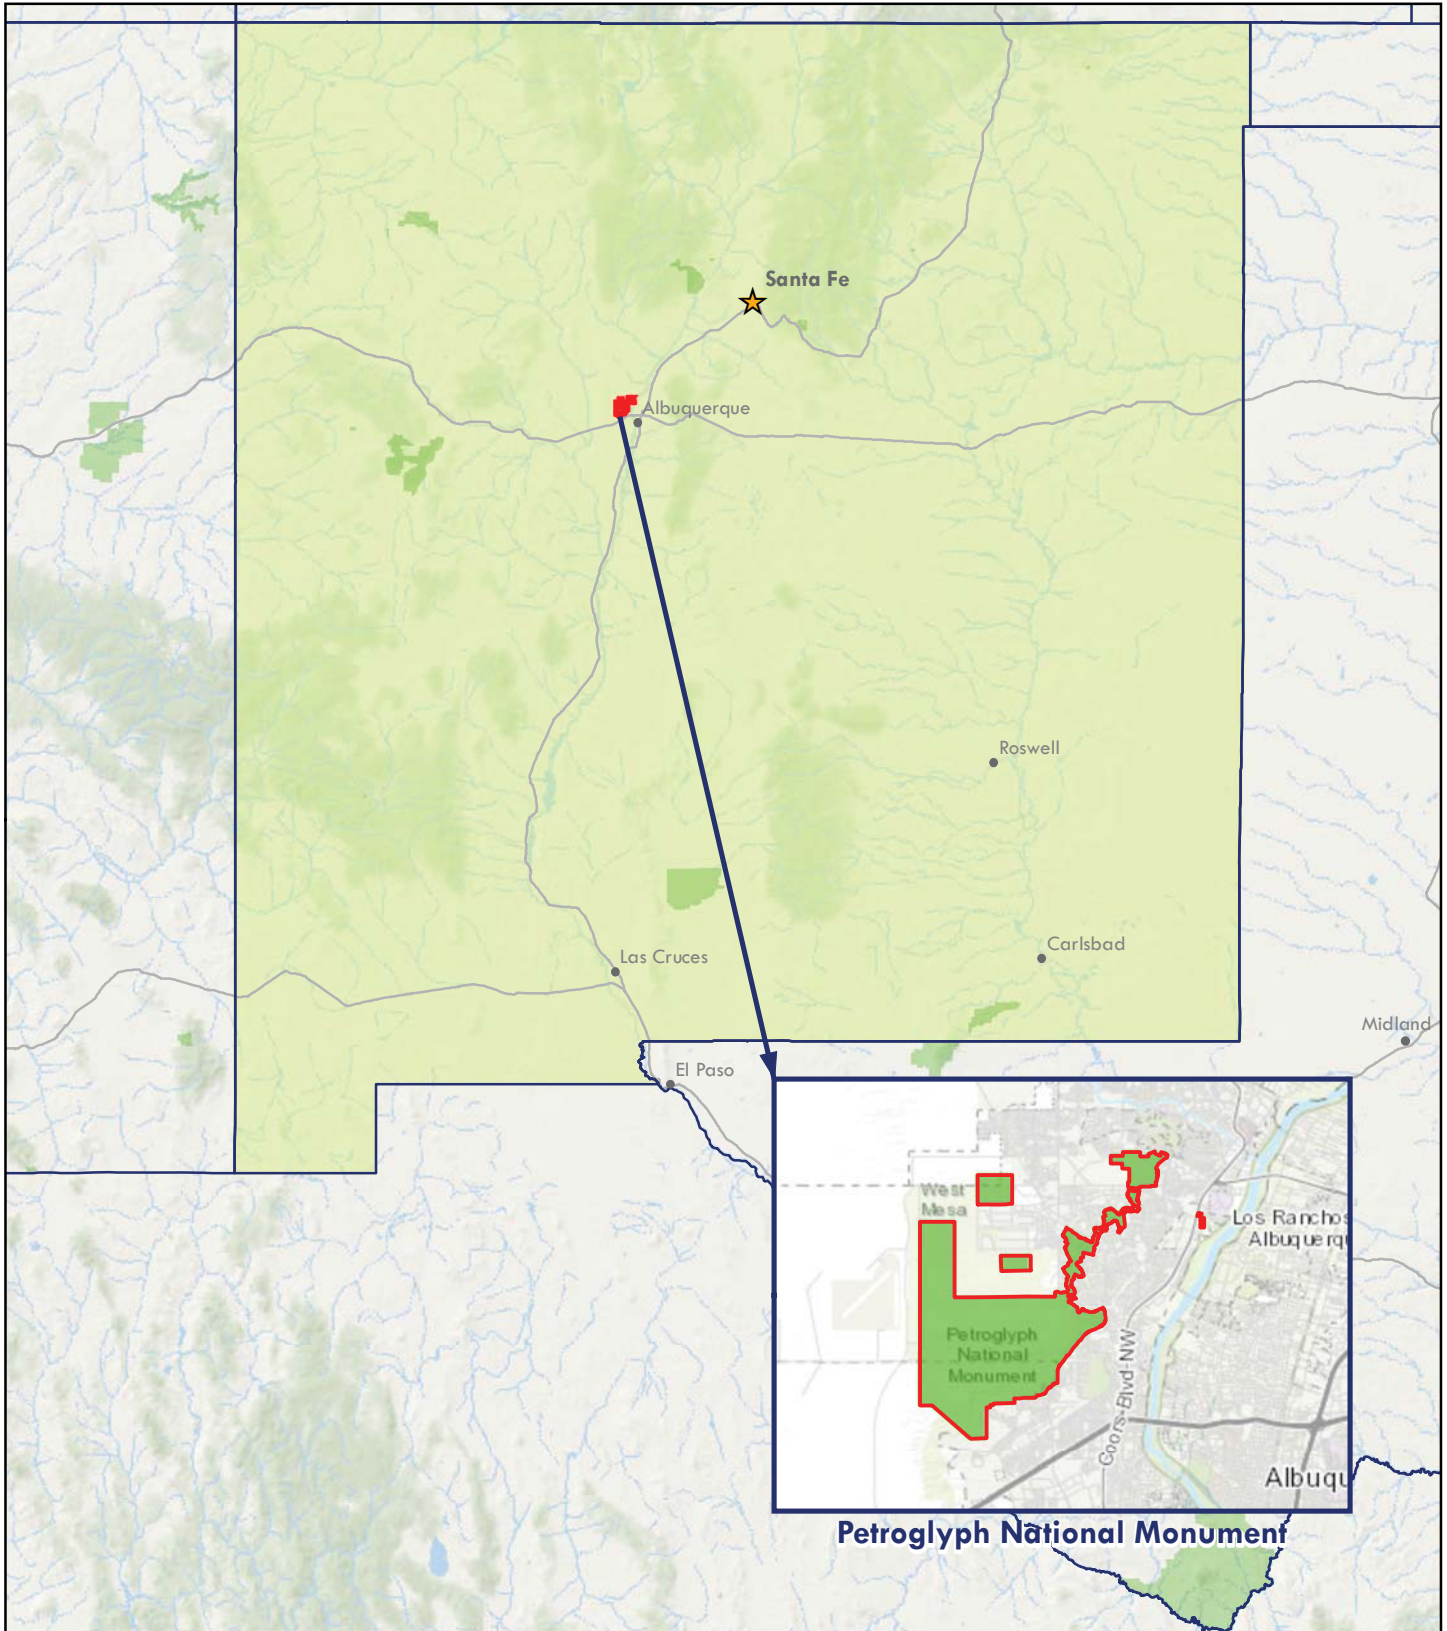 Santa Fe
Albuquerque
Roswell
Carlsbad
Las Cruces
Midland
El Paso
West
Mesa
Los Ranchos
Albuquerqu
Petroglyph
National
Monument
Coors-Blvd-NW
Albuqu
Petroglyph National Monument